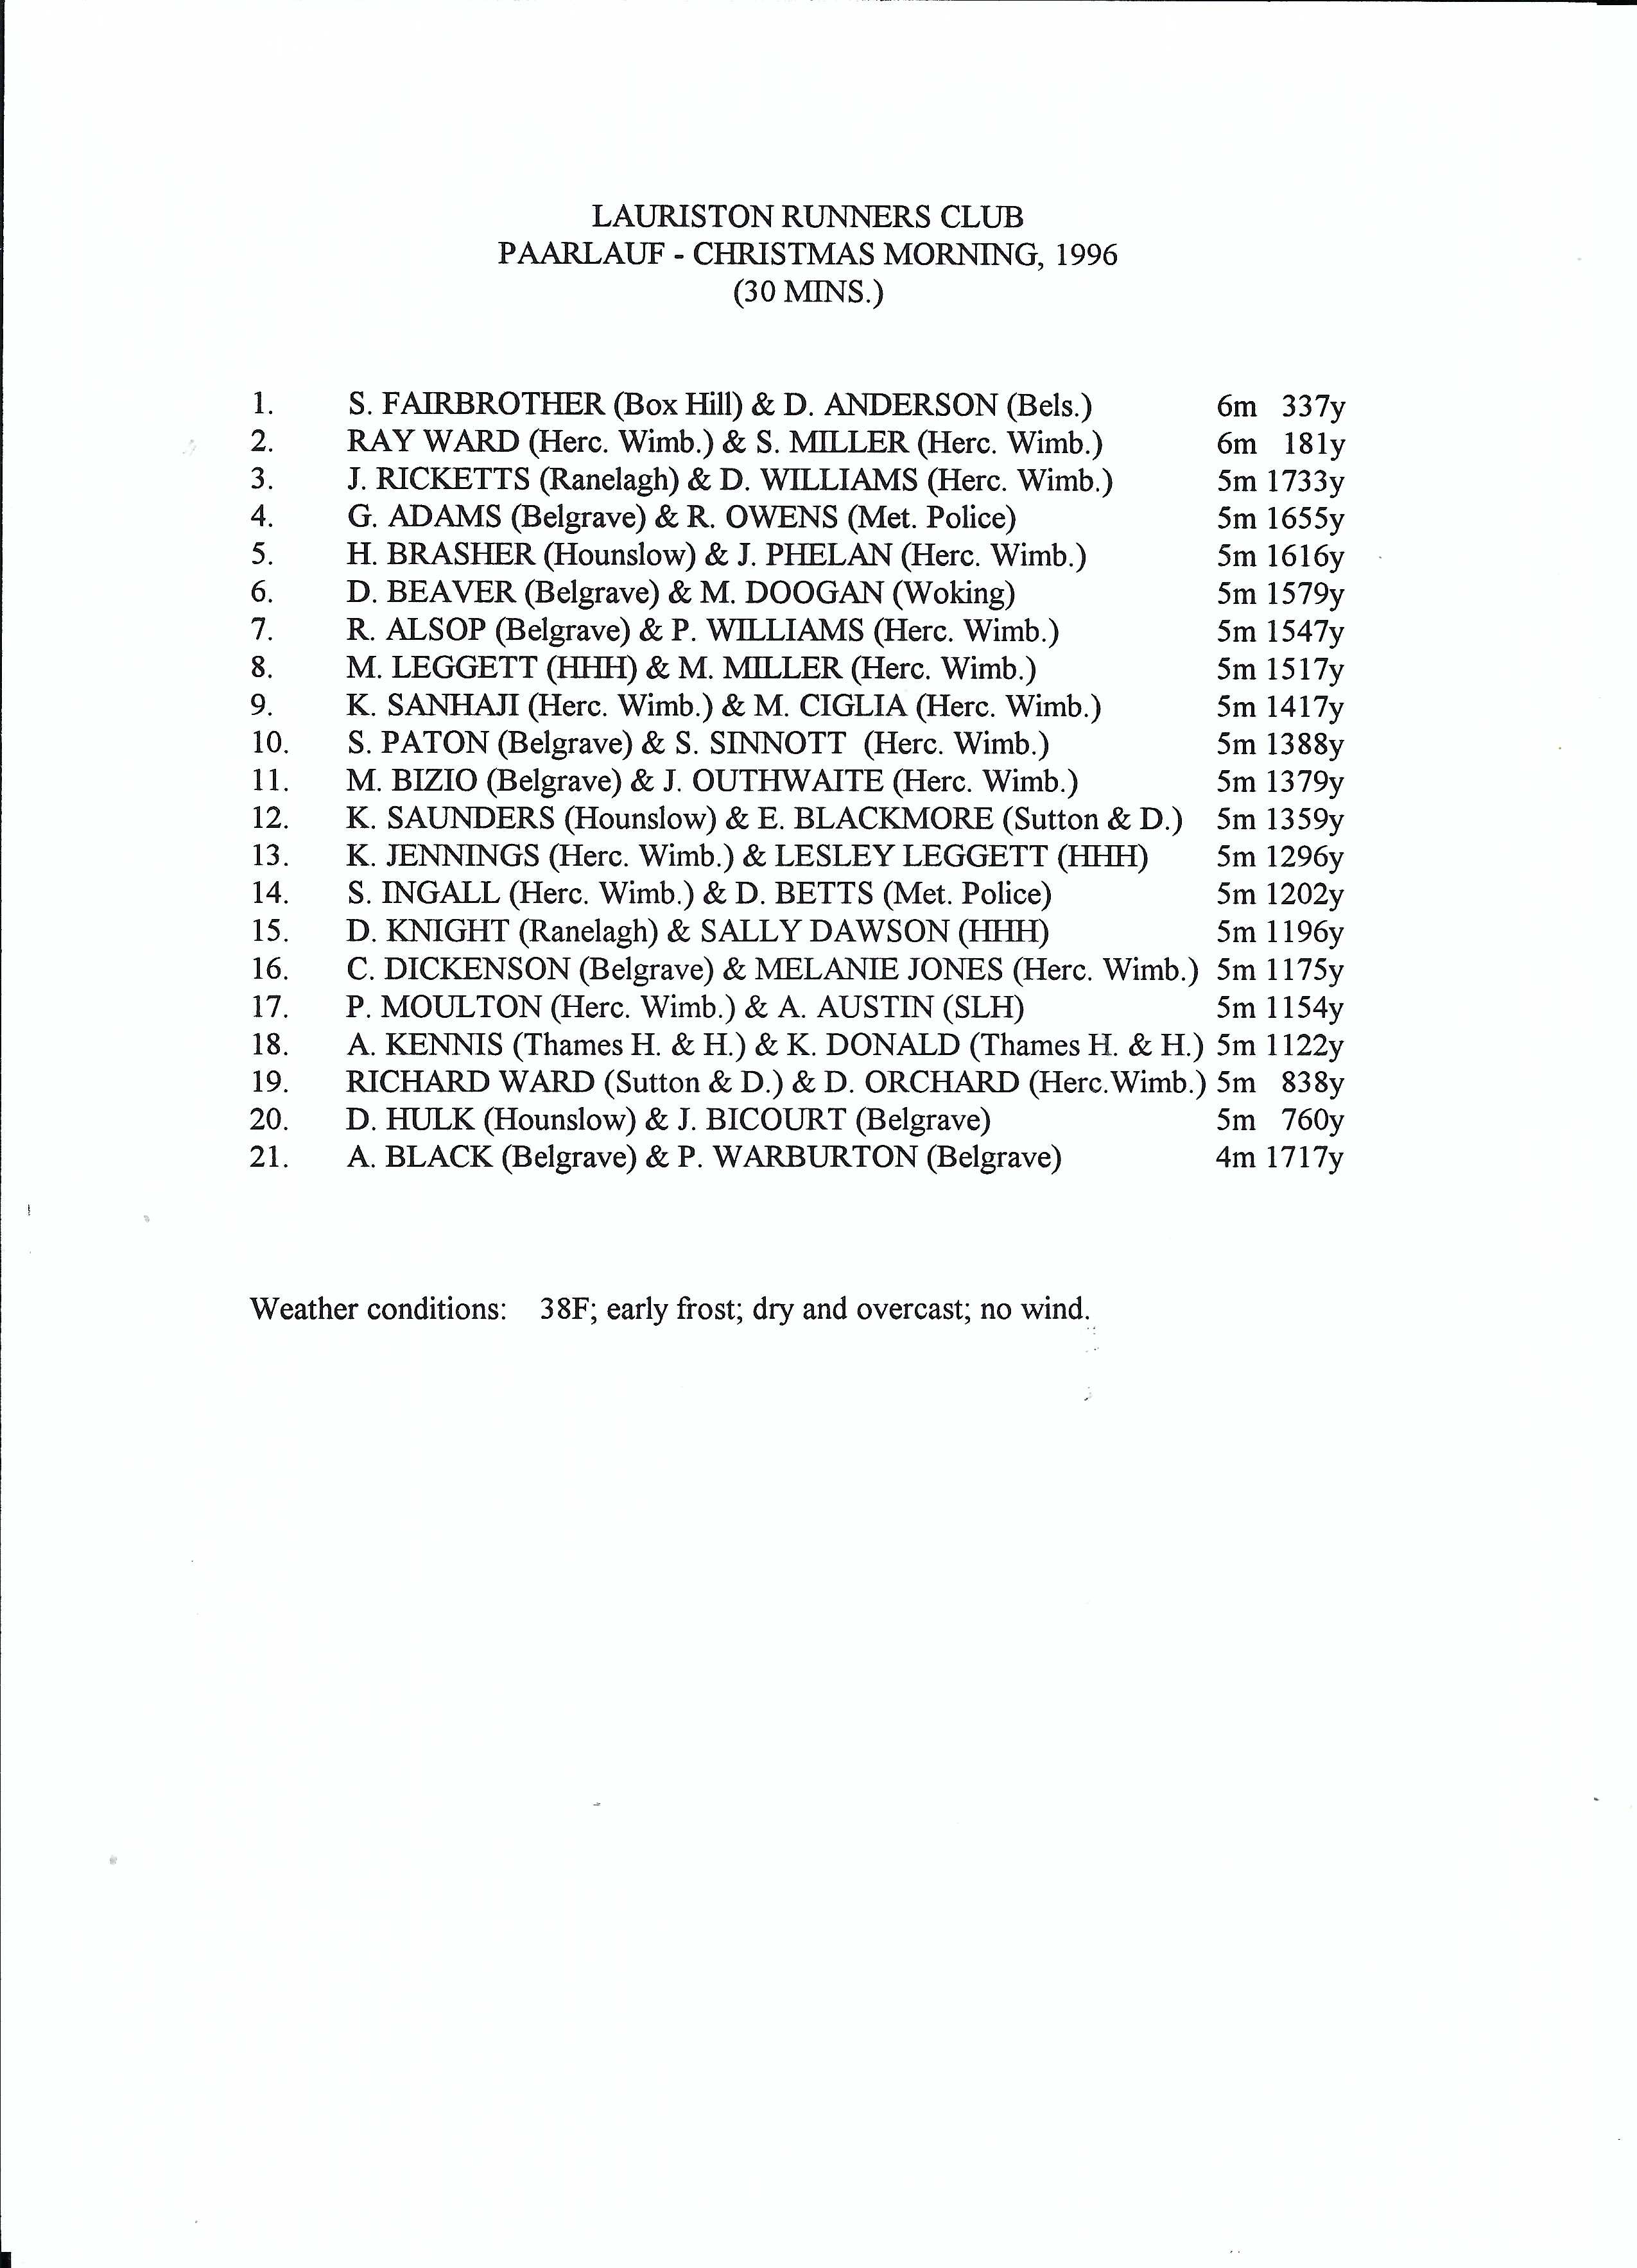 LAURISTON RUNNERS CLUB
PAARLAUF - CHRISTMAS MORNING, 1996
(30 MINS.)
1. S. FAIRBROTHER (Box Hill) & D. ANDERSON (Bels.) 6m 337y
2. RAY WARD (Herc. Wimb.) & S. MILLER (Herc. Wimb.) 6m 181y
3. J. RICKETTS (Ranelagh) & D. WILLIAMS (Herc. Wimb.) 5m 1733y
4. G. ADAMS (Belgrave) & R. OWENS (Met. Police) 5m 1655y
5. H. BRASHER (Hounslow) & J. PHELAN (Herc. Wimb.) 5m 1616y
6. D. BEAVER (Belgrave) & M. DOOGAN (Woking) 5m 1579y
7. R. ALSOP (Belgrave) & P. WILLIAMS (Herc. Wimb.) 5m 1547y
8. M. LEGGETT (HHH) & M. MILLER (Herc. Wimb.) 5m 1517y
9. K. SANHAJI (Herc. Wimb.) & M. CIGLIA (Herc. Wimb.) 5m 1417y
10. S. PATON (Belgrave) & S. SINNOTT (Herc. Wimb.) 5m 1388y
11. M. BIZIO (Belgrave) & J. OUTHWAITE (Herc. Wimb.) 5m 1379y
12. K. SAUNDERS (Hounslow) & E. BLACKMORE (Sutton & D.) 5m 1359y
13. K. JENNINGS (Herc. Wimb.) & LESLEY LEGGETT (HHH) 5m 1296y
14. S. INGALL (Herc. Wimb.) & D. BETTS (Met. Police) 5m 1202y
15. D. KNIGHT (Ranelagh) & SALLY DAWSON (HHH) 5m 1196y
16. C. DICKENSON (Belgrave) & MELANIE JONES (Herc. Wimb.) 5m 1175y
17. P. MOULTON (Herc. Wimb.) & A. AUSTIN (SLH) 5m 1154y
18. A. KENNIS (Thames H. & H.) & K. DONALD (Thames H. & H.) 5m 1122y
19. RICHARD WARD (Sutton & D.) & D. ORCHARD (Herc.Wimb.) 5m 838y
20. D. HULK (Hounslow) & J. BICOURT (Belgrave) 5m 760y
21. A. BLACK (Belgrave) & P. WARBURTON (Belgrave) 4m 1717y
Weather conditions: 38F; early frost; dry and overcast; no wind.